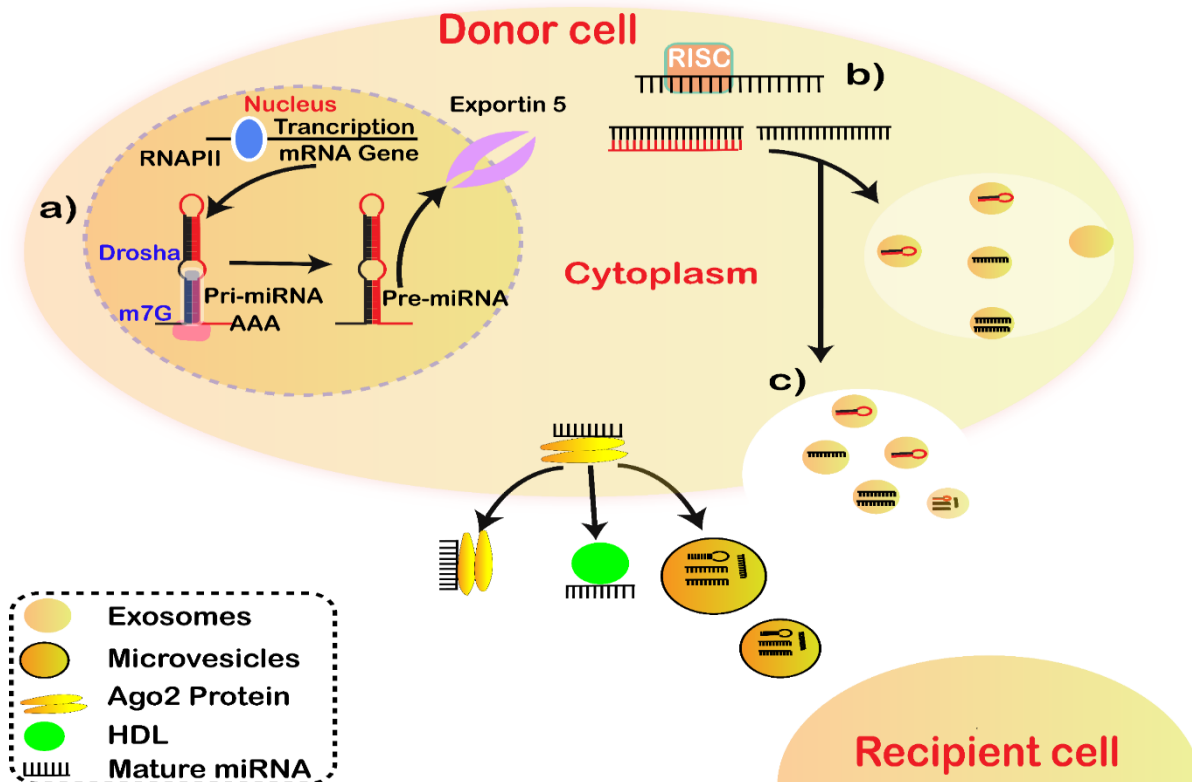 Donor cell
RISC
b)
Nucleus
Exportin 5
Trancription
RNAPII
mRNA Gene
a)
Drosha
Cytoplasm
Pri-miRNA
Pre-miRNA
m7G
AAA
c)
Exosomes
Microvesicles
Ago2 Protein
HDL
Mature miRNA
Recipient cell